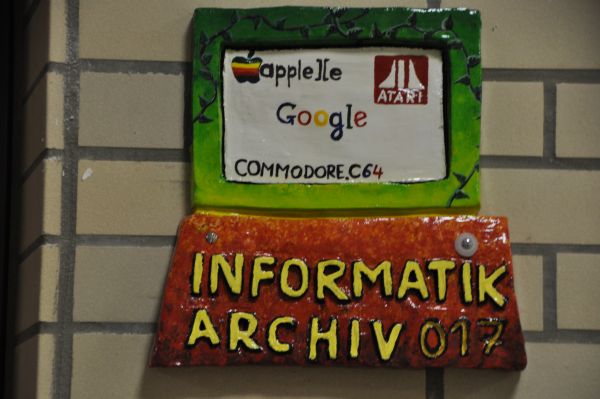 apple][e
ATARI
Google
COMMODORE.C64
INFORMATIK
ARCHIV 017